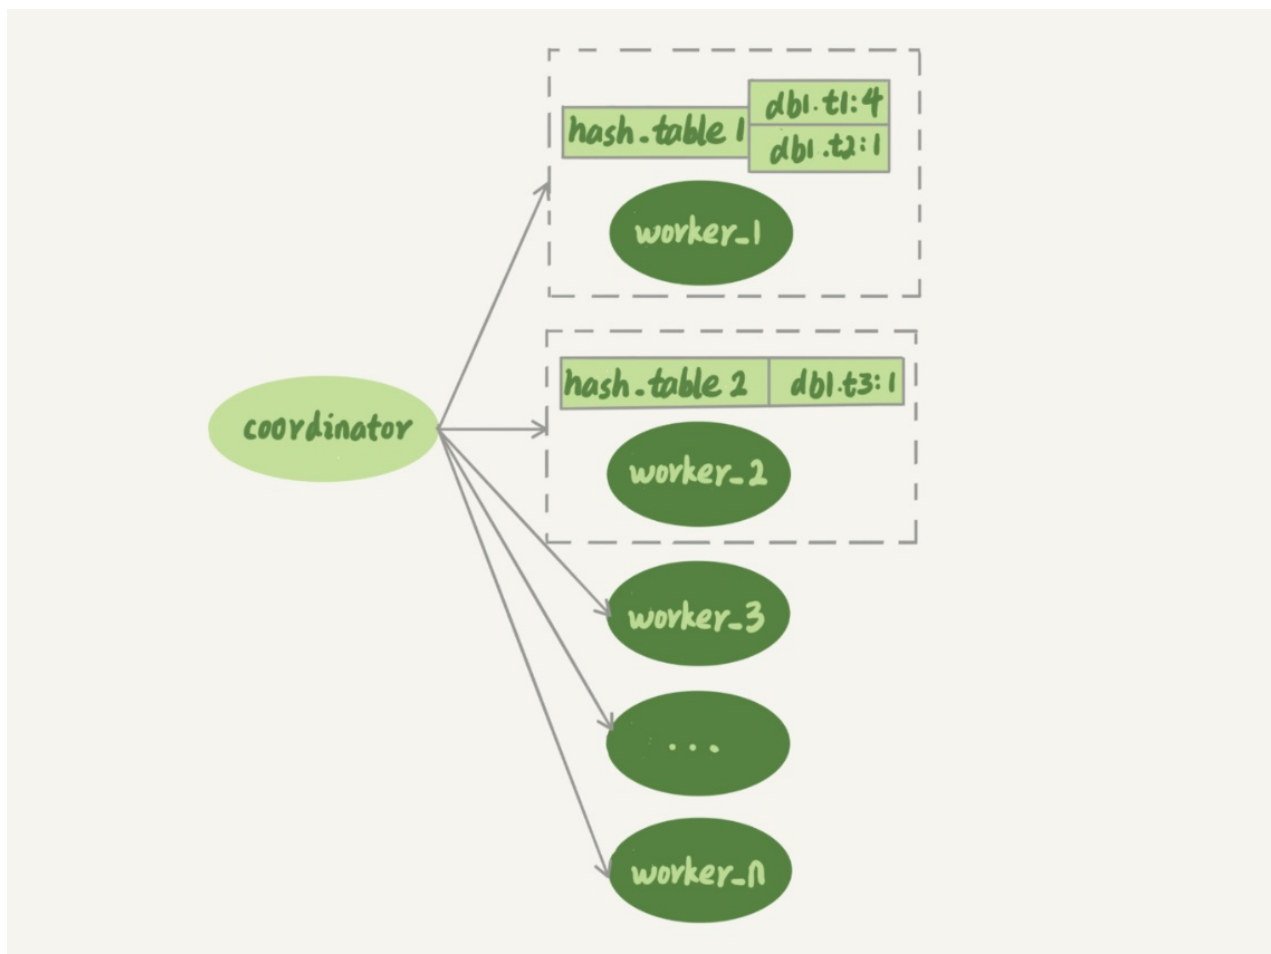 db1.t1:4
hash_table 1
db1.t2:1
worker_1
hash_table 2
db1.t3:1
coordinator
worker_2
worker_3
...
worker_n